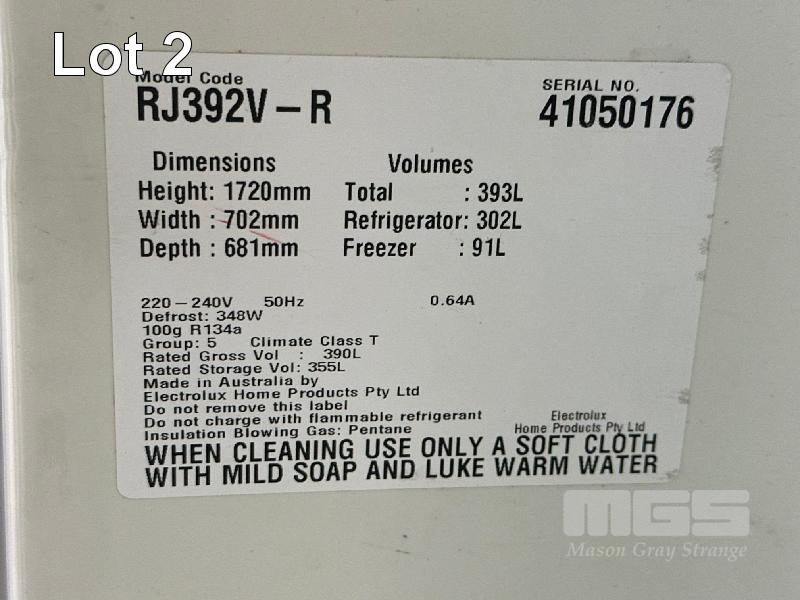 Lot 2
Model Code
RJ392V-R
SERIAL NO.
41050176
Dimensions
Height: 1720mm
Width : 702mm
Depth : 681mm
Volumes
Total : 393L
Refrigerator: 302L
Freezer : 91L
220-240V 50Hz 0.64A
Defrost: 348W
100g R134a
Group: 5 Climate Class T
Rated Gross Vol : 390L
Rated Storage Vol: 355L
Made in Australia by
Electrolux Home Products Pty Ltd
Do not remove this label
Do not charge with flammable refrigerant
Insulation Blowing Gas: Pentane
Electrolux
Home Products Pty Ltd
WHEN CLEANING USE ONLY A SOFT CLOTH
WITH MILD SOAP AND LUKE WARM WATER
MGS
Mason Gray Strange